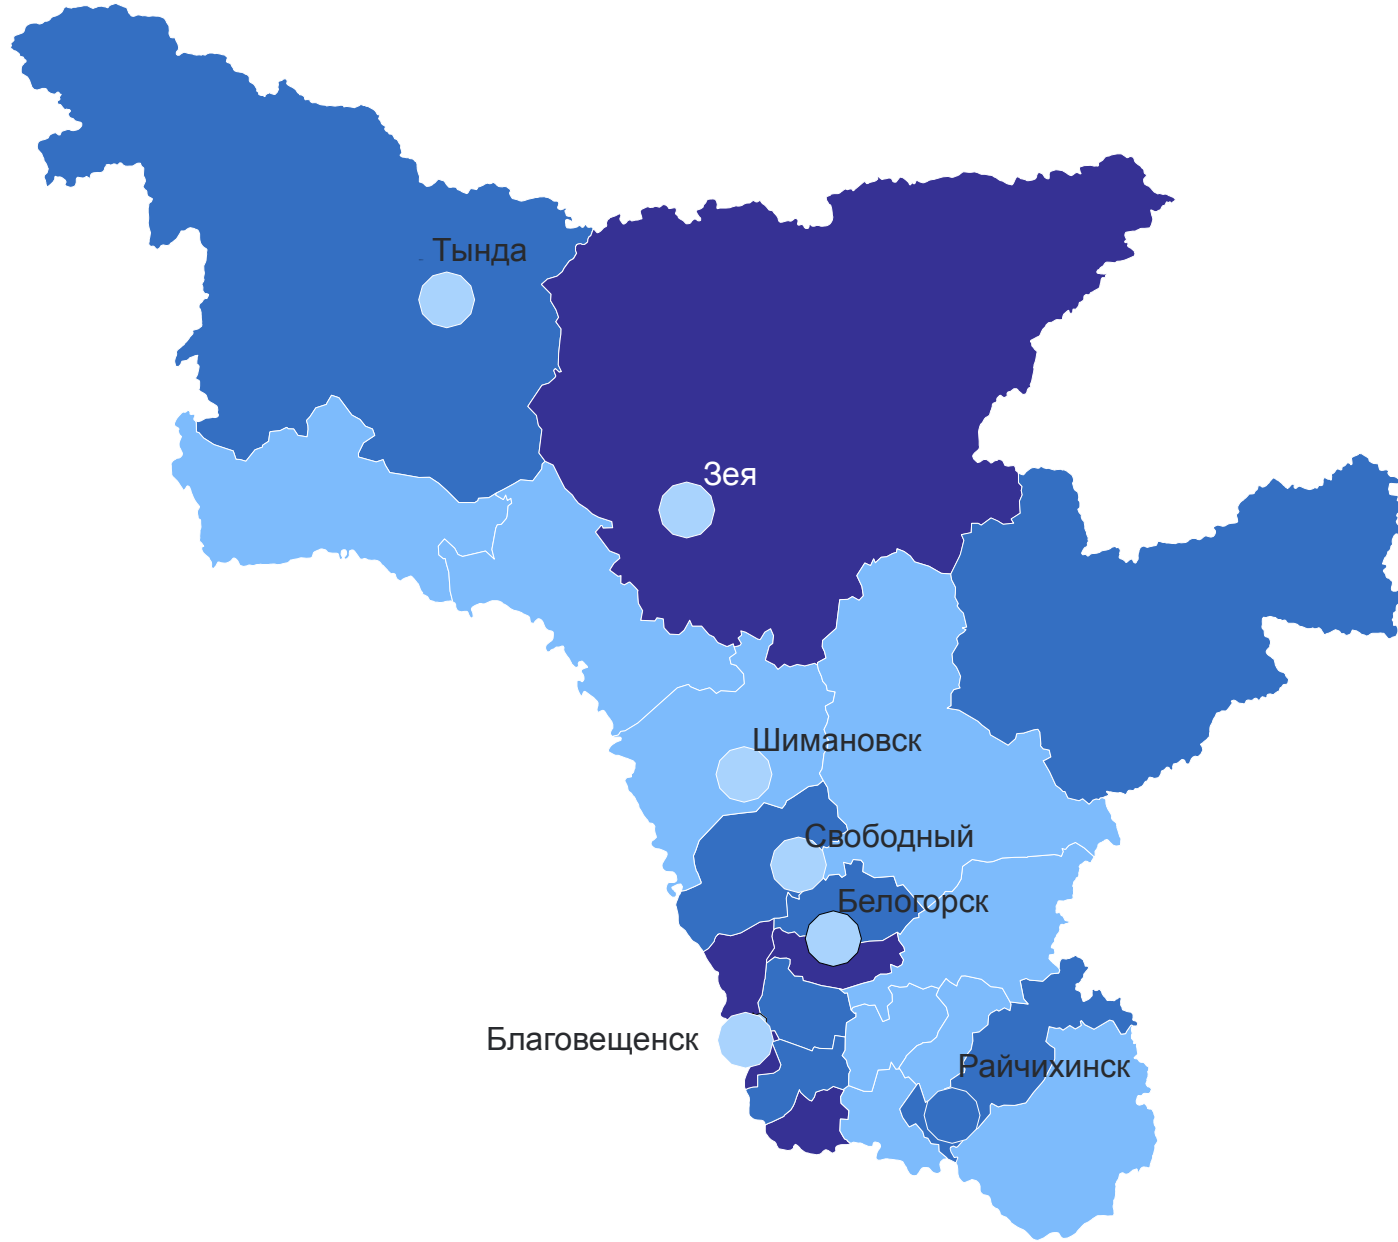 Тында
Зея
Шимановск
Свободный
Белогорск
Благовещенск
Райчихинск